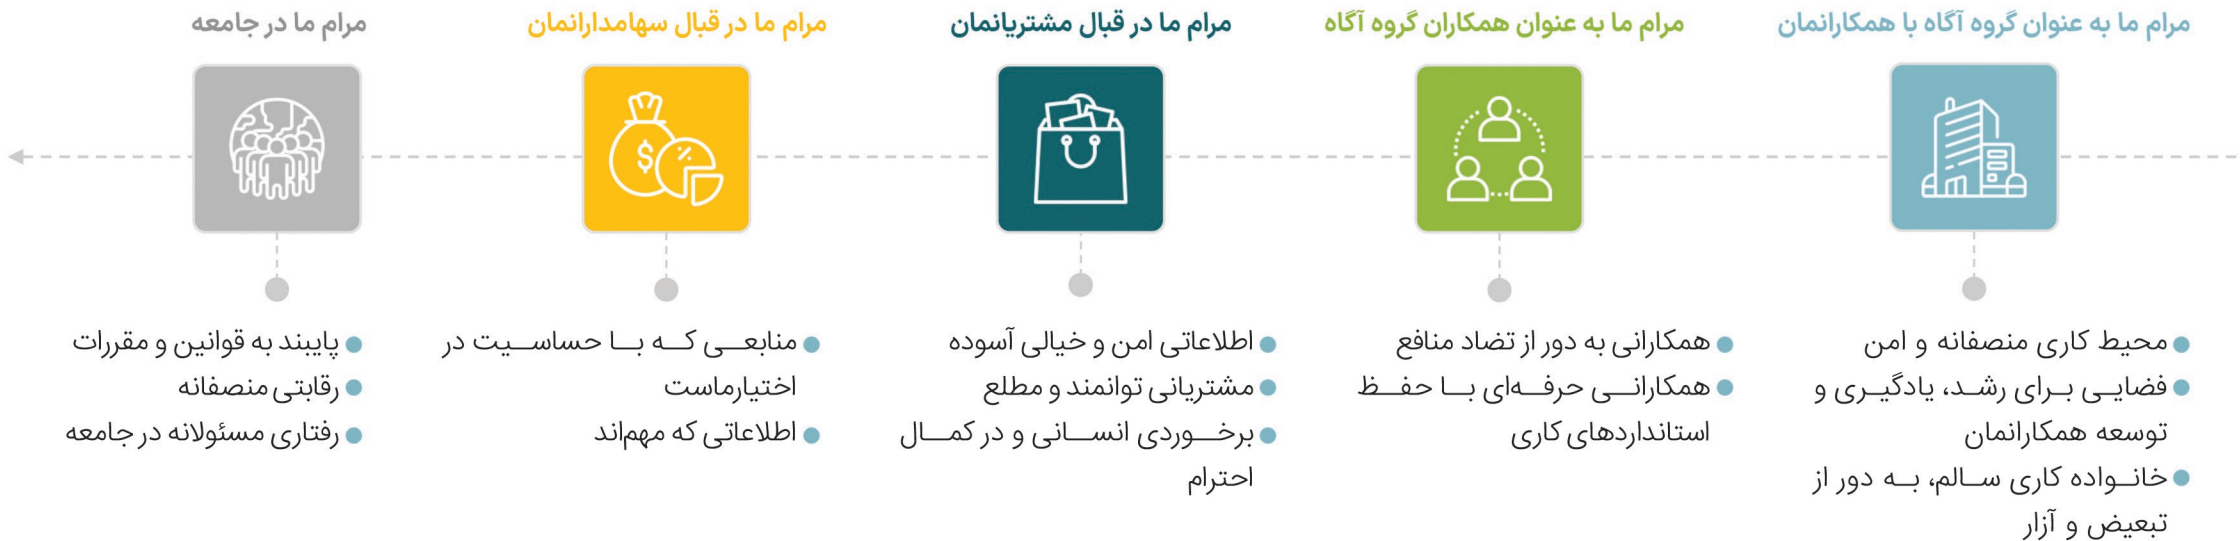 مرام ما به عنوان گروه آگاه با همکارانمان
محیط کاری منصفانه و امن
فضایی برای رشد، یادگیری و
توسعه همکارانمان
خانواده کاری سالم، به دور از
تبعیض و آزار
مرام ما به عنوان همکاران گروه آگاه
همکارانی به دور از تضاد منافع
همکارانی حرفه‌ای با حفظ
استانداردهای کاری
مرام ما در قبال مشتریانمان
اطلاعاتی امن و خیالی آسوده
مشتریانی توانمند و مطلع
برخوردی انسانی و در کمال
احترام
مرام ما در قبال سهامدارانمان
$
%
منابعی که با حساسیت در
اختیارماست
اطلاعاتی که مهم‌اند
مرام ما در جامعه
پایبند به قوانین و مقررات
رقابتی منصفانه
رفتاری مسئولانه در جامعه